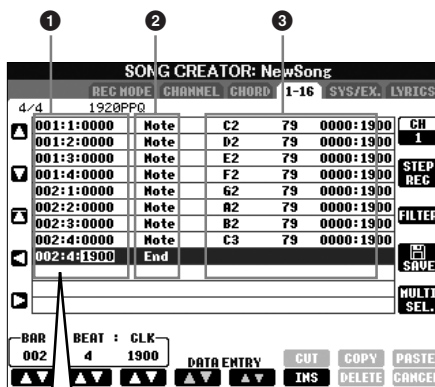 1 2 3
SONG CREATOR: NewSong
REC MODE CHANNEL CHORD 1-16 SYS/EX. LYRICS
4/4 1920PPQ
001:1:0000 Note C2 79 0000:1900 CH 1
001:2:0000 Note D2 79 0000:1900
001:3:0000 Note E2 79 0000:1900 STEP REC
001:4:0000 Note F2 79 0000:1900
002:1:0000 Note G2 79 0000:1900
002:2:0000 Note A2 79 0000:1900 FILTER
002:3:0000 Note B2 79 0000:1900
002:4:0000 Note C3 79 0000:1900
002:4:1900 End SAVE
MULTI SEL.
BAR BEAT : CLK
002 4 1900 DATA ENTRY CUT COPY PASTE
INS DELETE CANCEL